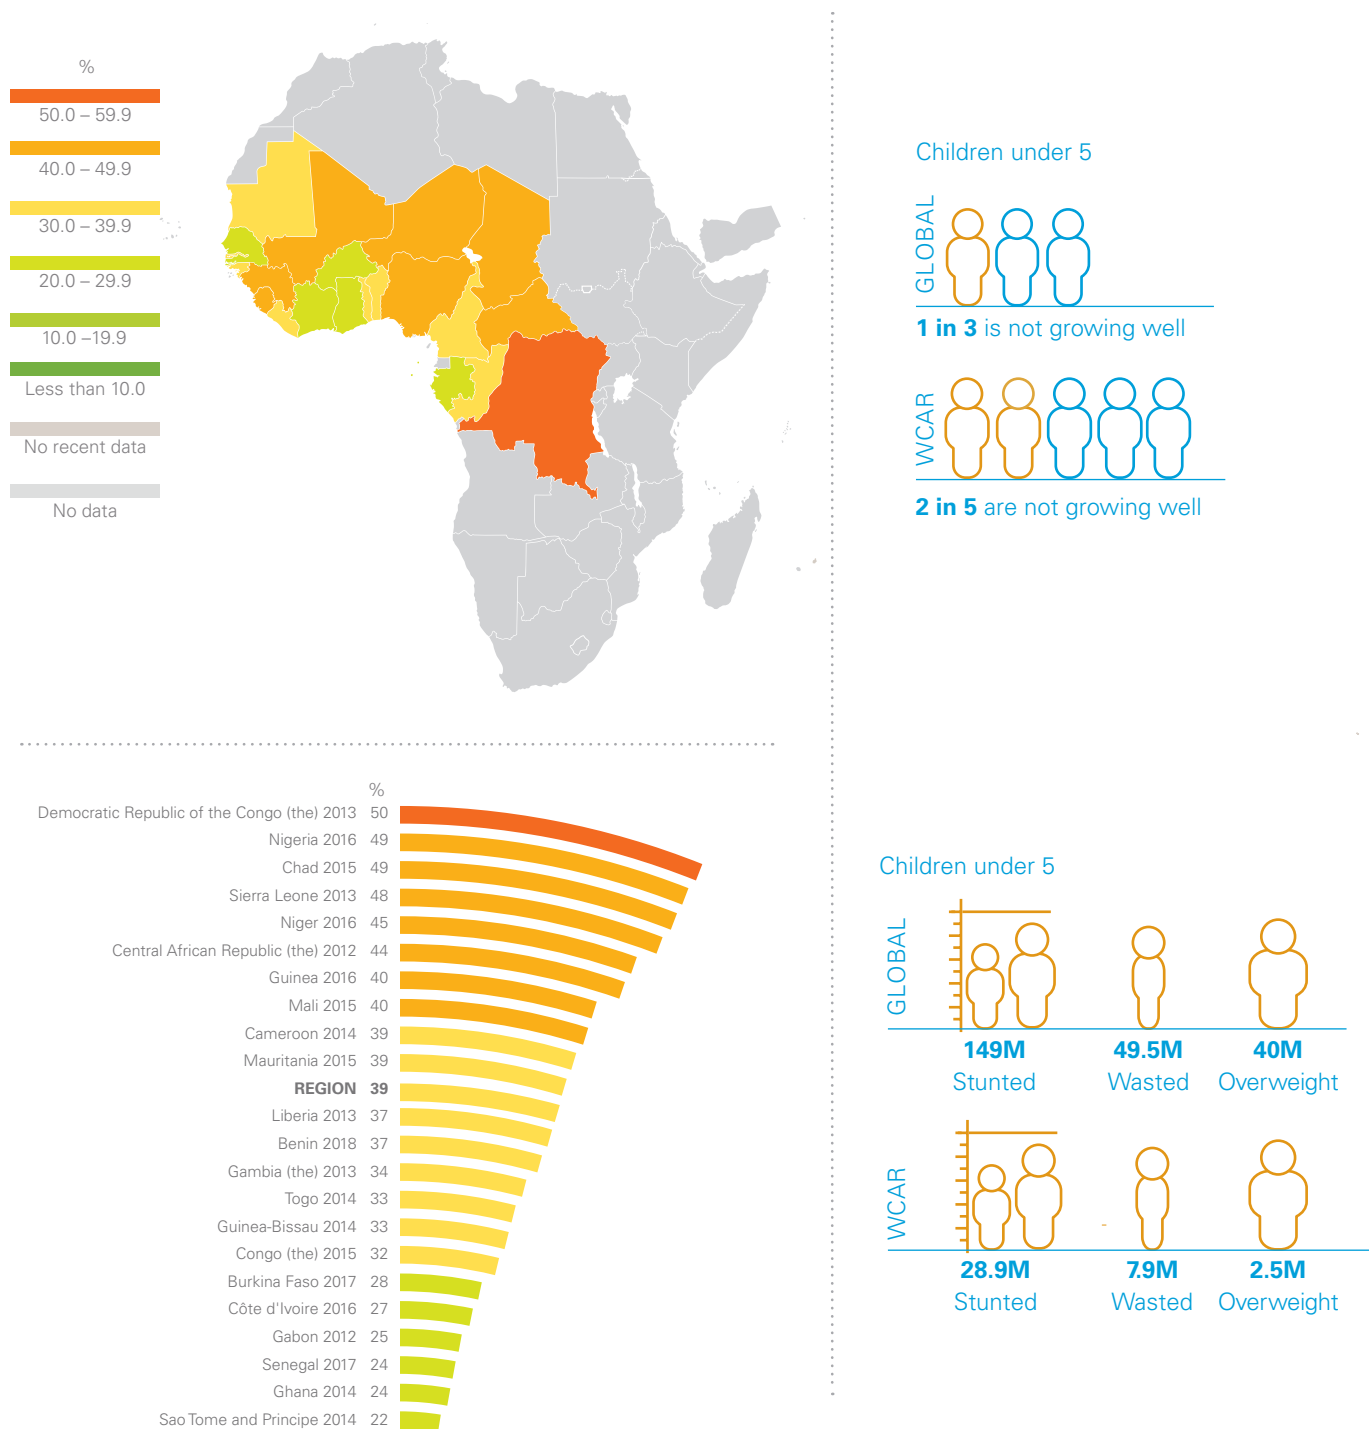 %
50.0 – 59.9
40.0 – 49.9
30.0 – 39.9
20.0 – 29.9
10.0 –19.9
Less than 10.0
No recent data
No data
Children under 5
GLOBAL
1 in 3 is not growing well
WCAR
2 in 5 are not growing well
%
Democratic Republic of the Congo (the) 2013 50
Nigeria 2016 49
Chad 2015 49
Sierra Leone 2013 48
Niger 2016 45
Central African Republic (the) 2012 44
Guinea 2016 40
Mali 2015 40
Cameroon 2014 39
Mauritania 2015 39
REGION 39
Liberia 2013 37
Benin 2018 37
Gambia (the) 2013 34
Togo 2014 33
Guinea-Bissau 2014 33
Congo (the) 2015 32
Burkina Faso 2017 28
Côte d'Ivoire 2016 27
Gabon 2012 25
Senegal 2017 24
Ghana 2014 24
Sao Tome and Principe 2014 22
Children under 5
GLOBAL
149M 49.5M 40M
Stunted Wasted Overweight
WCAR
28.9M 7.9M 2.5M
Stunted Wasted Overweight